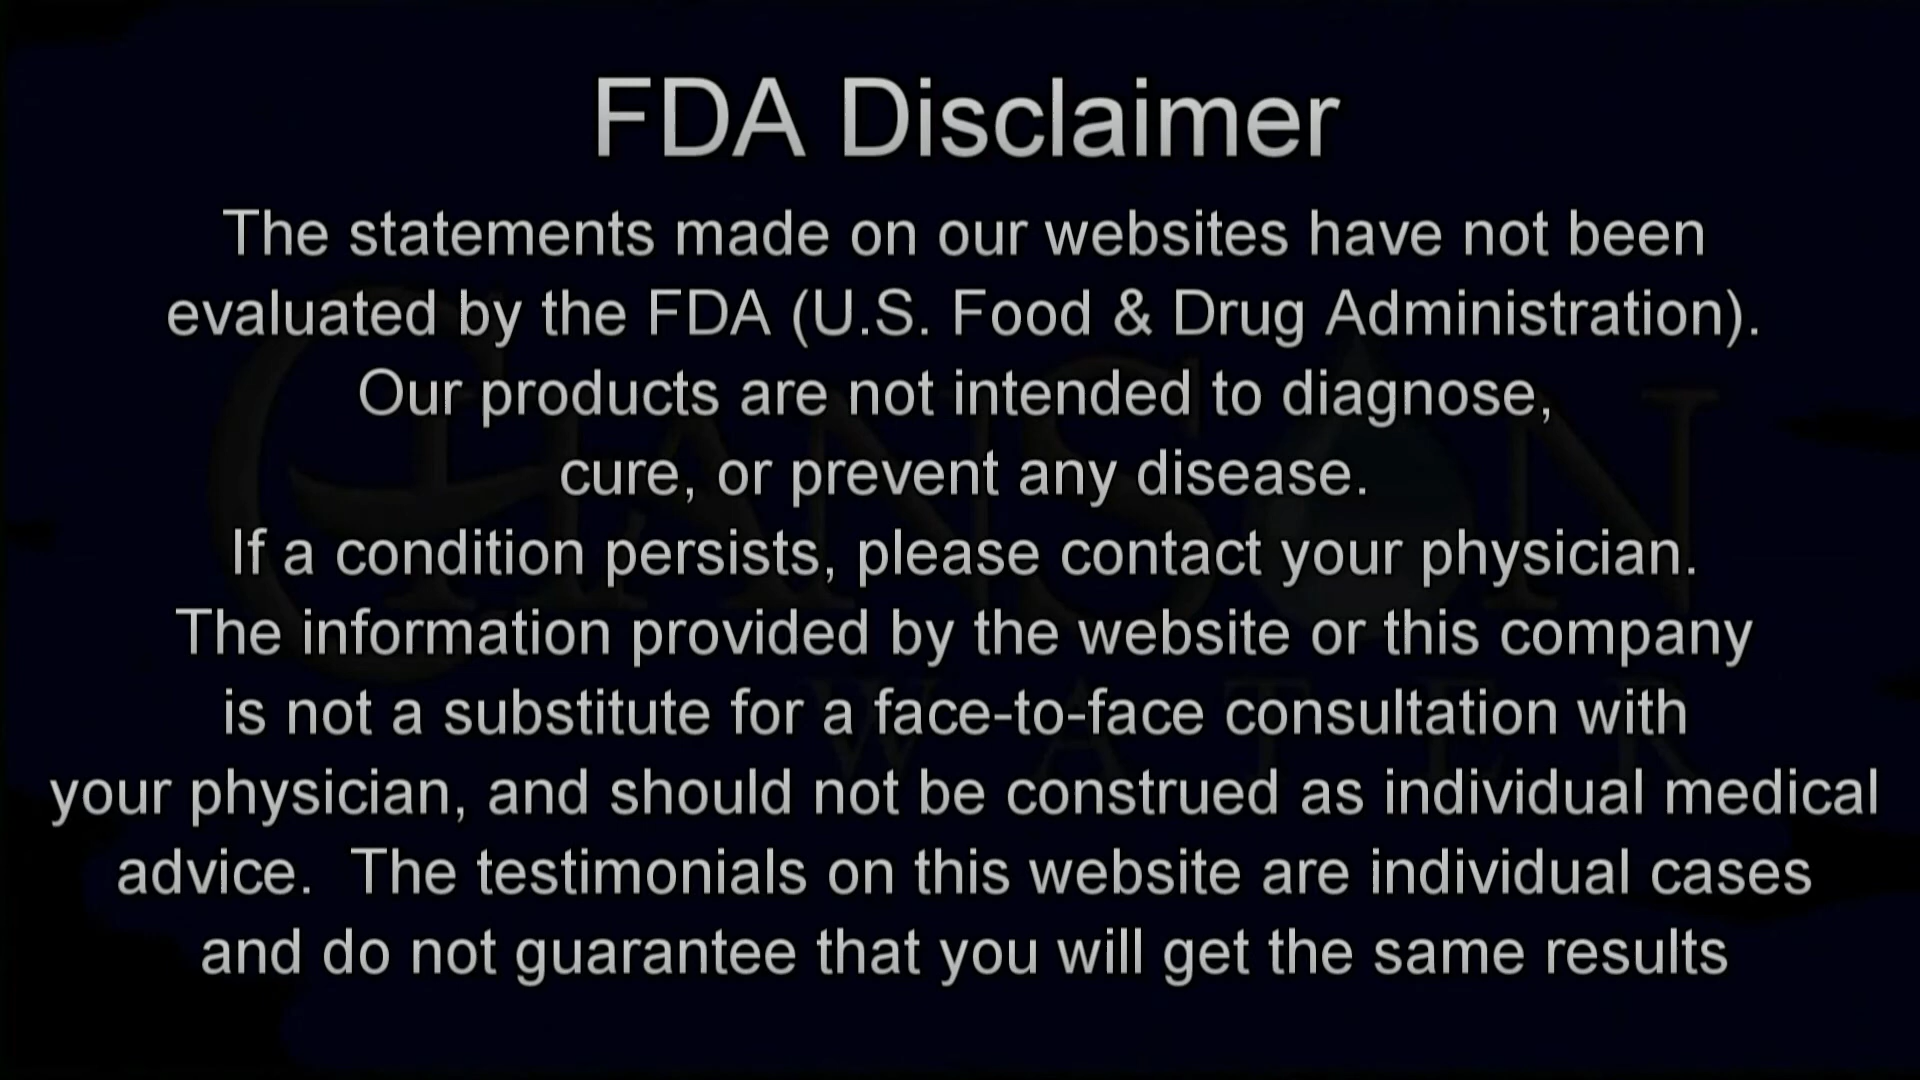 FDA Disclaimer
The statements made on our websites have not been
evaluated by the FDA (U.S. Food & Drug Administration).
Our products are not intended to diagnose,
cure, or prevent any disease.
If a condition persists, please contact your physician.
The information provided by the website or this company
is not a substitute for a face-to-face consultation with
your physician, and should not be construed as individual medical
advice.  The testimonials on this website are individual cases
and do not guarantee that you will get the same results
CHANSON
WATER